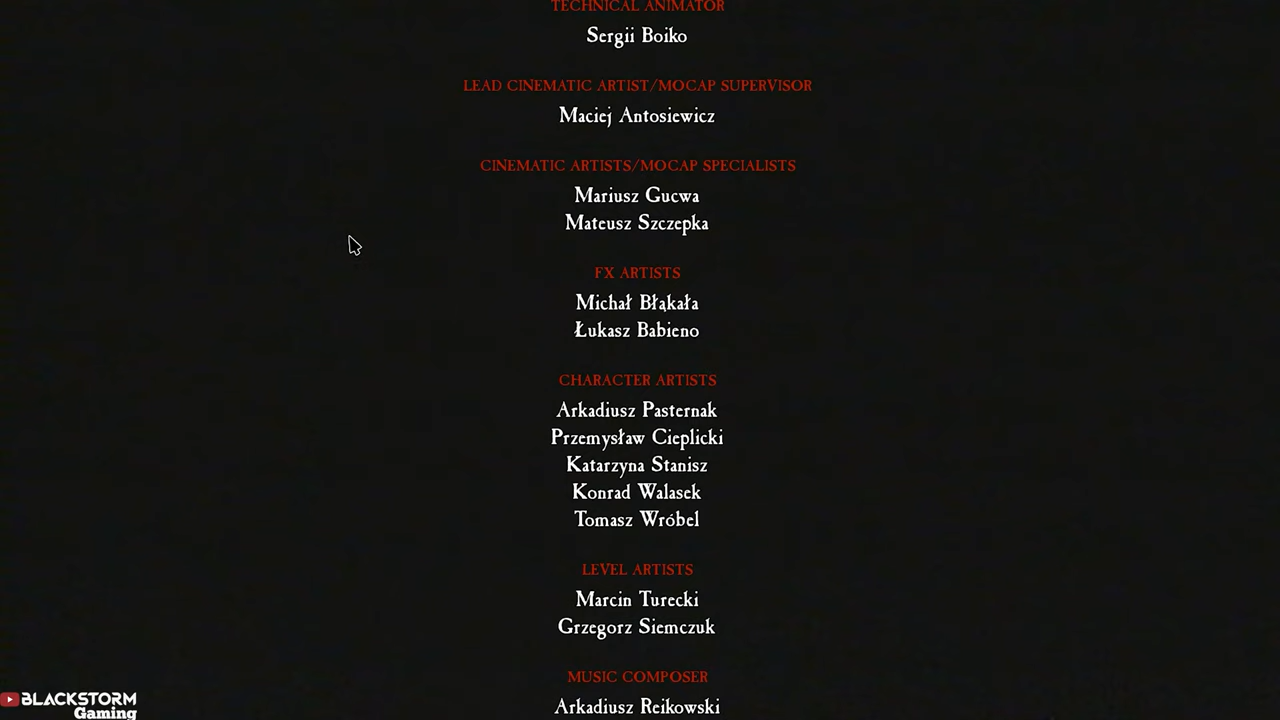 TECHNICAL ANIMATOR
Sergii Boiko
LEAD CINEMATIC ARTIST/MOCAP SUPERVISOR
Maciej Antosiewicz
CINEMATIC ARTISTS/MOCAP SPECIALISTS
Mariusz Gucwa
Mateusz Szczepka
FX ARTISTS
Michał Błąkała
Łukasz Babieno
CHARACTER ARTISTS
Arkadiusz Pasternak
Przemysław Cieplicki
Katarzyna Stanisz
Konrad Walasek
Tomasz Wróbel
LEVEL ARTISTS
Marcin Turecki
Grzegorz Siemczuk
MUSIC COMPOSER
Arkadiusz Reikowski
BLACKSTORM
Gaming